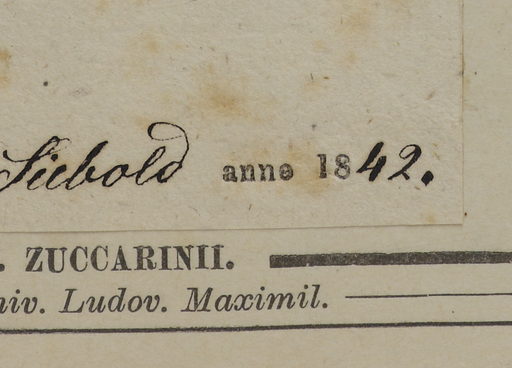 Siebold anne 1842.
. ZUCCARINII.
niv. Ludov. Maximil.